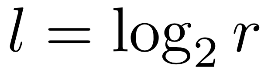 l = log₂ r